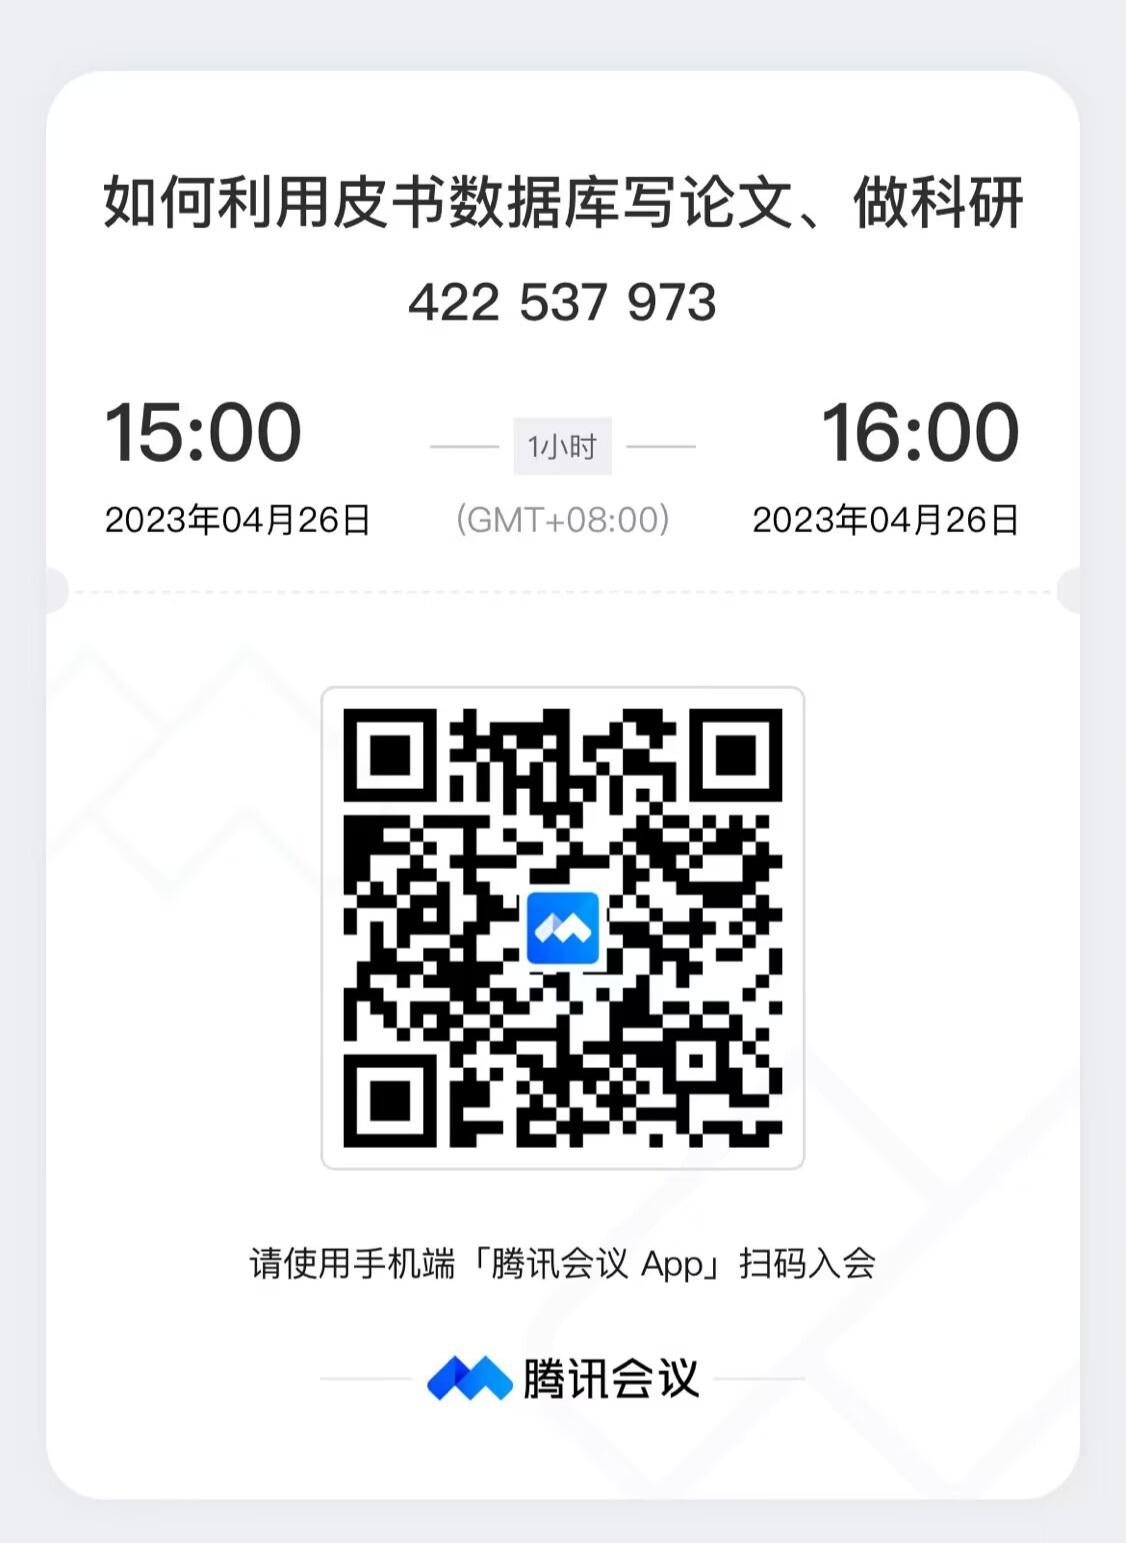 如何利用皮书数据库写论文、做科研
422 537 973
15:00 1小时 16:00
2023年04月26日 (GMT+08:00) 2023年04月26日
请使用手机端「腾讯会议 App」扫码入会
腾讯会议